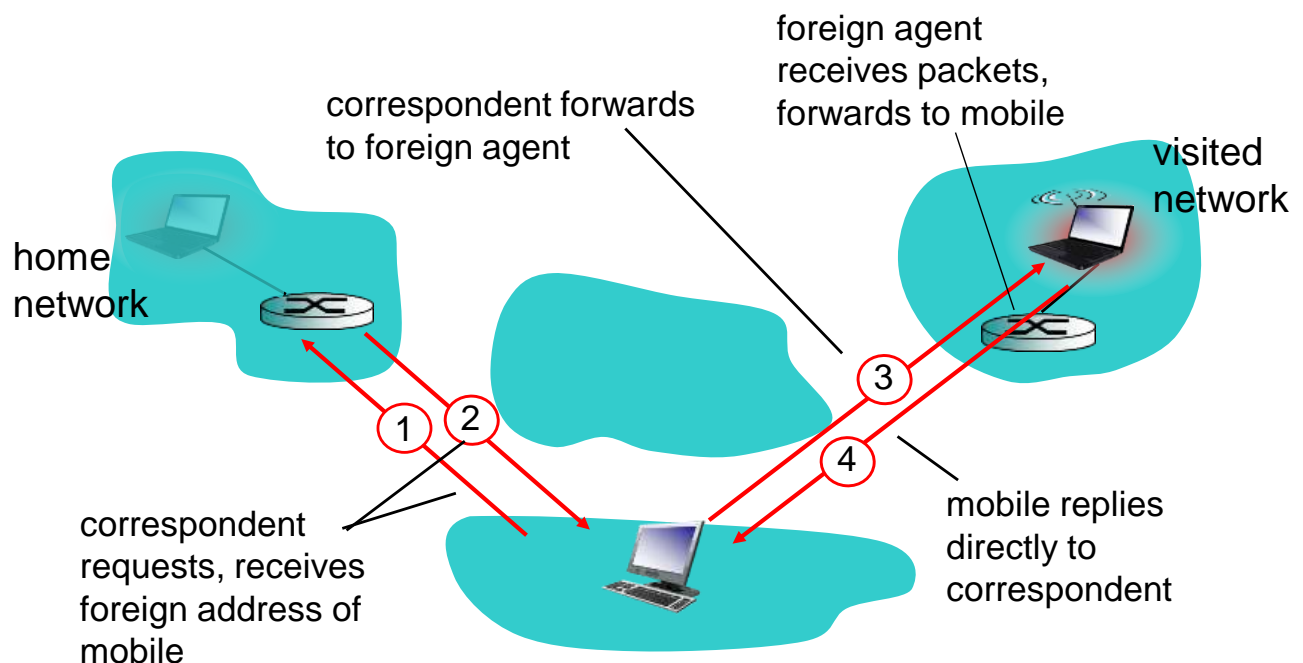 foreign agent
receives packets,
forwards to mobile
correspondent forwards
to foreign agent
visited
network
home
network
3
2
1
4
correspondent
requests, receives
foreign address of
mobile
mobile replies
directly to
correspondent